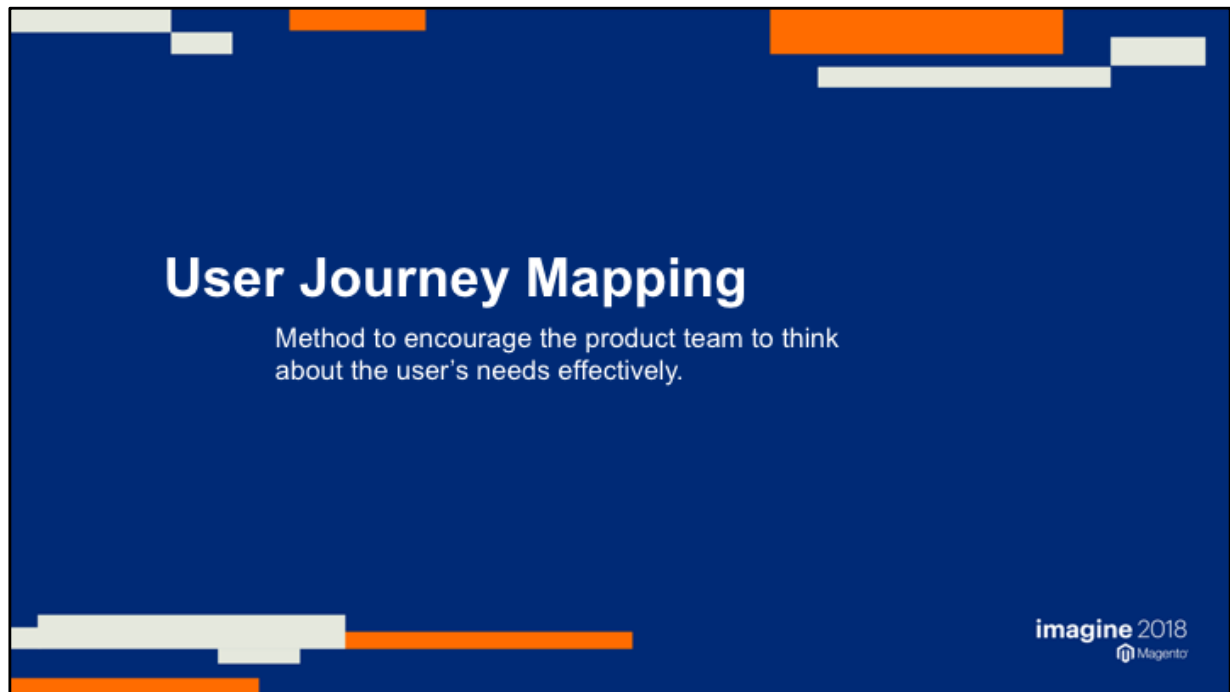 User Journey Mapping
Method to encourage the product team to think
about the user’s needs effectively.
imagine 2018
Magento